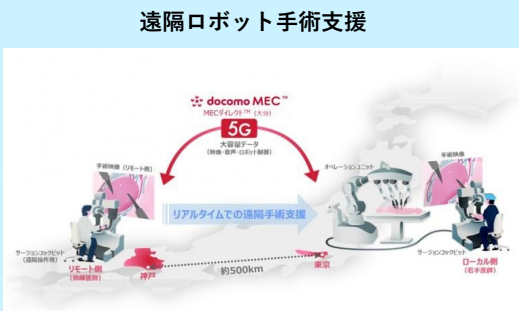 遠隔ロボット手術支援
docomo MEC™
MECダイレクト™ (大分)
5G
大容量データ
(映像・音声・ロボット制御)
手術映像 (リモート側)
オペレーションユニット
手術映像
リアルタイムでの遠隔手術支援
サージョンコックピット
(遠隔操作用)
リモート側
(熟練医師)
神戸
約500km
東京
サージョンコックピット
ローカル側
(若手医師)